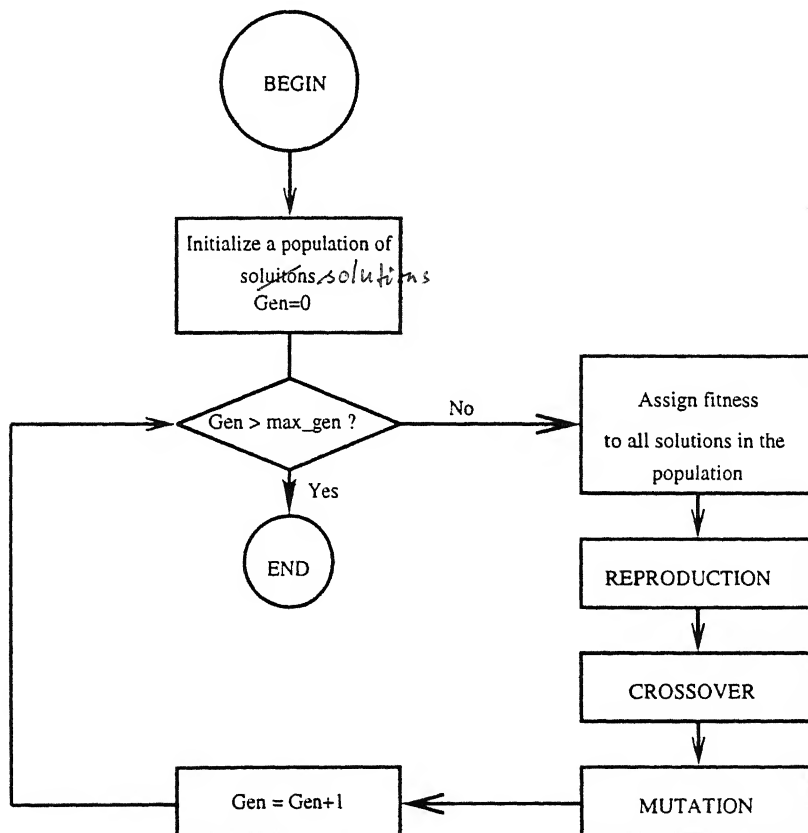 BEGIN
Initialize a population of
soluitons solutions
Gen=0
Gen > max_gen ?
No
Yes
END
Assign fitness
to all solutions in the
population
REPRODUCTION
CROSSOVER
MUTATION
Gen = Gen+1